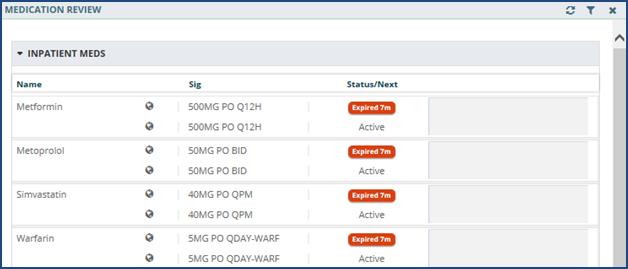 MEDICATION REVIEW
INPATIENT MEDS
Name Sig Status/Next
Metformin 500MG PO Q12H Expired 7m
500MG PO Q12H Active
Metoprolol 50MG PO BID Expired 7m
50MG PO BID Active
Simvastatin 40MG PO QPM Expired 7m
40MG PO QPM Active
Warfarin 5MG PO QDAY-WARF Expired 7m
5MG PO QDAY-WARF Active